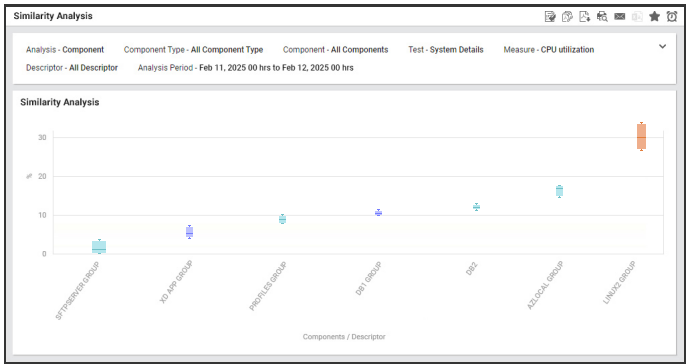 Similarity Analysis
Analysis - Component Component Type - All Component Type Component - All Components Test - System Details Measure - CPU utilization
Descriptor - All Descriptor Analysis Period - Feb 11, 2025 00 hrs to Feb 12, 2025 00 hrs
Similarity Analysis
30
%
20
10
0
SFTPSERVER GROUP
XD APP GROUP
PROFILES GROUP
DB1 GROUP
DB2
AZLOCAL GROUP
LINUX2 GROUP
Components / Descriptor